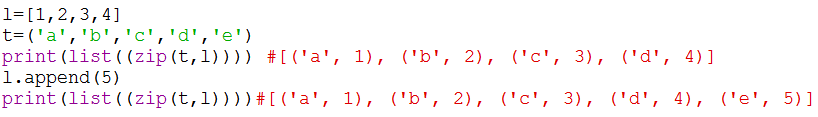 l=[1,2,3,4]
t=('a','b','c','d','e')
print(list((zip(t,l)))) #[('a', 1), ('b', 2), ('c', 3), ('d', 4)]
l.append(5)
print(list((zip(t,l))))#[('a', 1), ('b', 2), ('c', 3), ('d', 4), ('e', 5)]